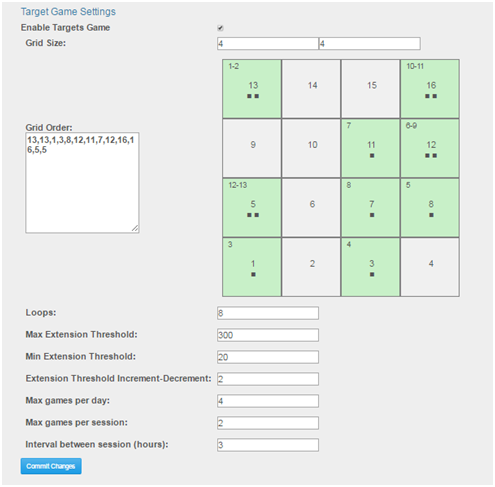 Target Game Settings
Enable Targets Game
Grid Size: 4 4
1-2 10-11
13 14 15 16
7 6-9
9 10 11 12
Grid Order:
13,13,1,3,8,12,11,7,12,16,1
6,5,5
12-13 8 5
5 6 7 8
3 4
1 2 3 4
Loops: 8
Max Extension Threshold: 300
Min Extension Threshold: 20
Extension Threshold Increment-Decrement: 2
Max games per day: 4
Max games per session: 2
Interval between session (hours): 3
Commit Changes